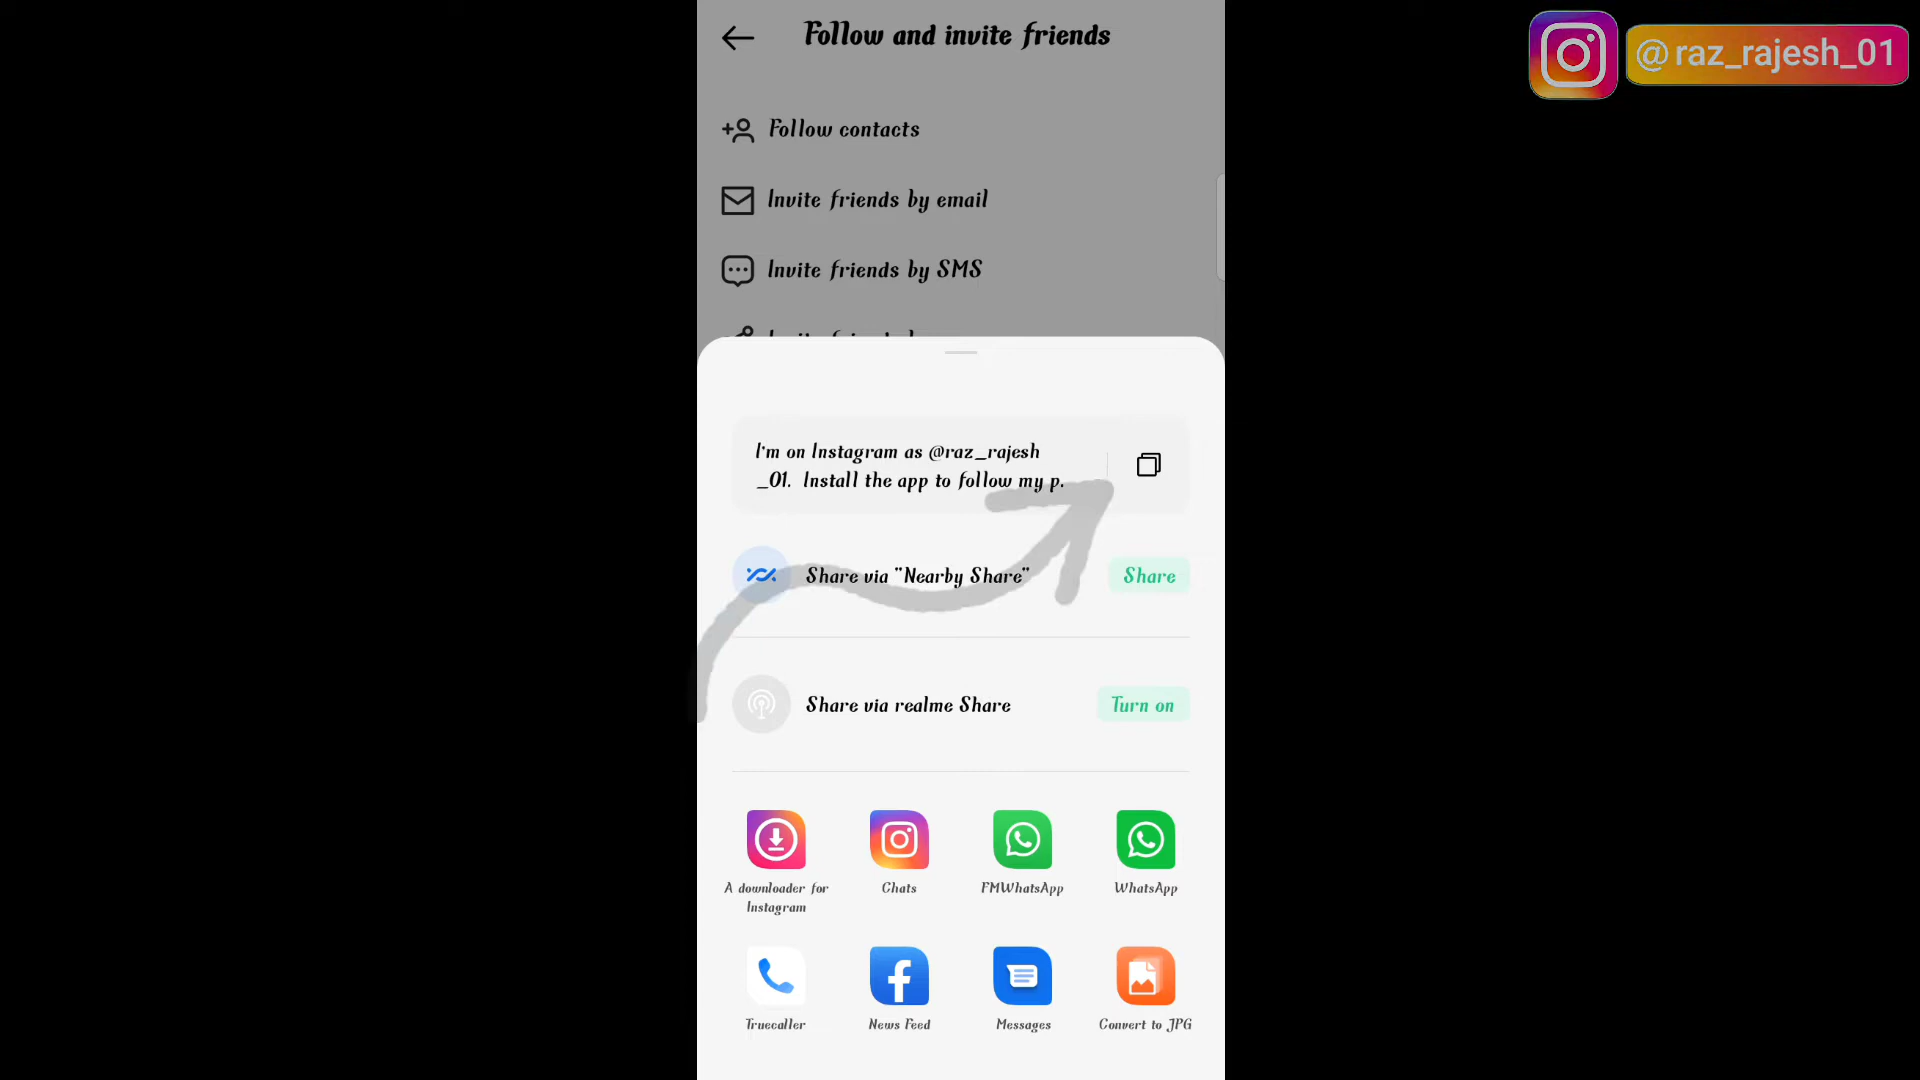 Follow and invite friends
@raz_rajesh_01
Follow contacts
Invite friends by email
Invite friends by SMS
I'm on Instagram as @raz_rajesh
_01. Install the app to follow my p.
Share via "Nearby Share"
Share
Share via realme Share
Turn on
A downloader for
Instagram
Chats
FMWhatsApp
WhatsApp
Truecaller
News Feed
Messages
Convert to JPG